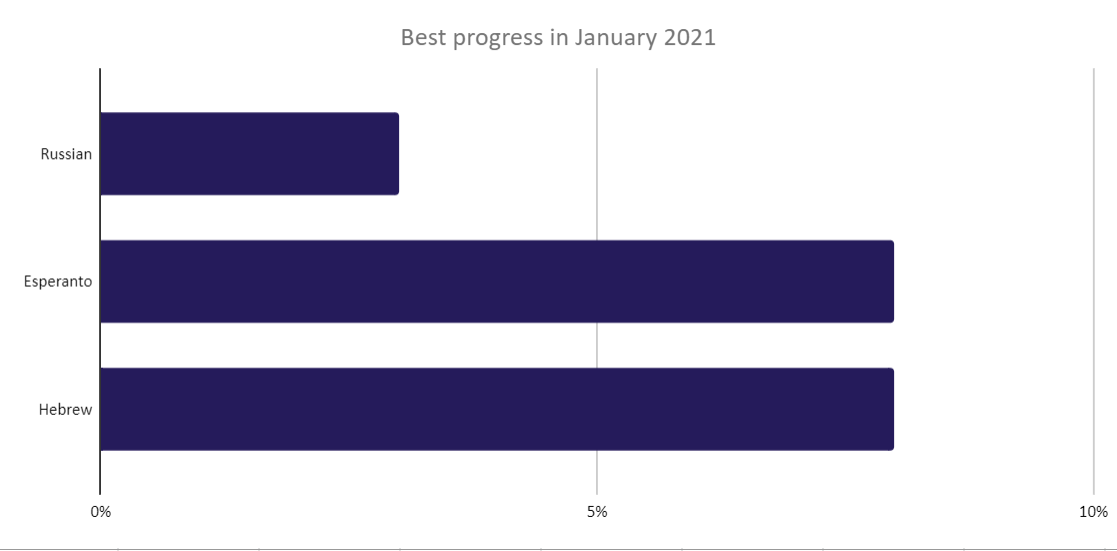 Best progress in January 2021
Russian
Esperanto
Hebrew
0%
5%
10%